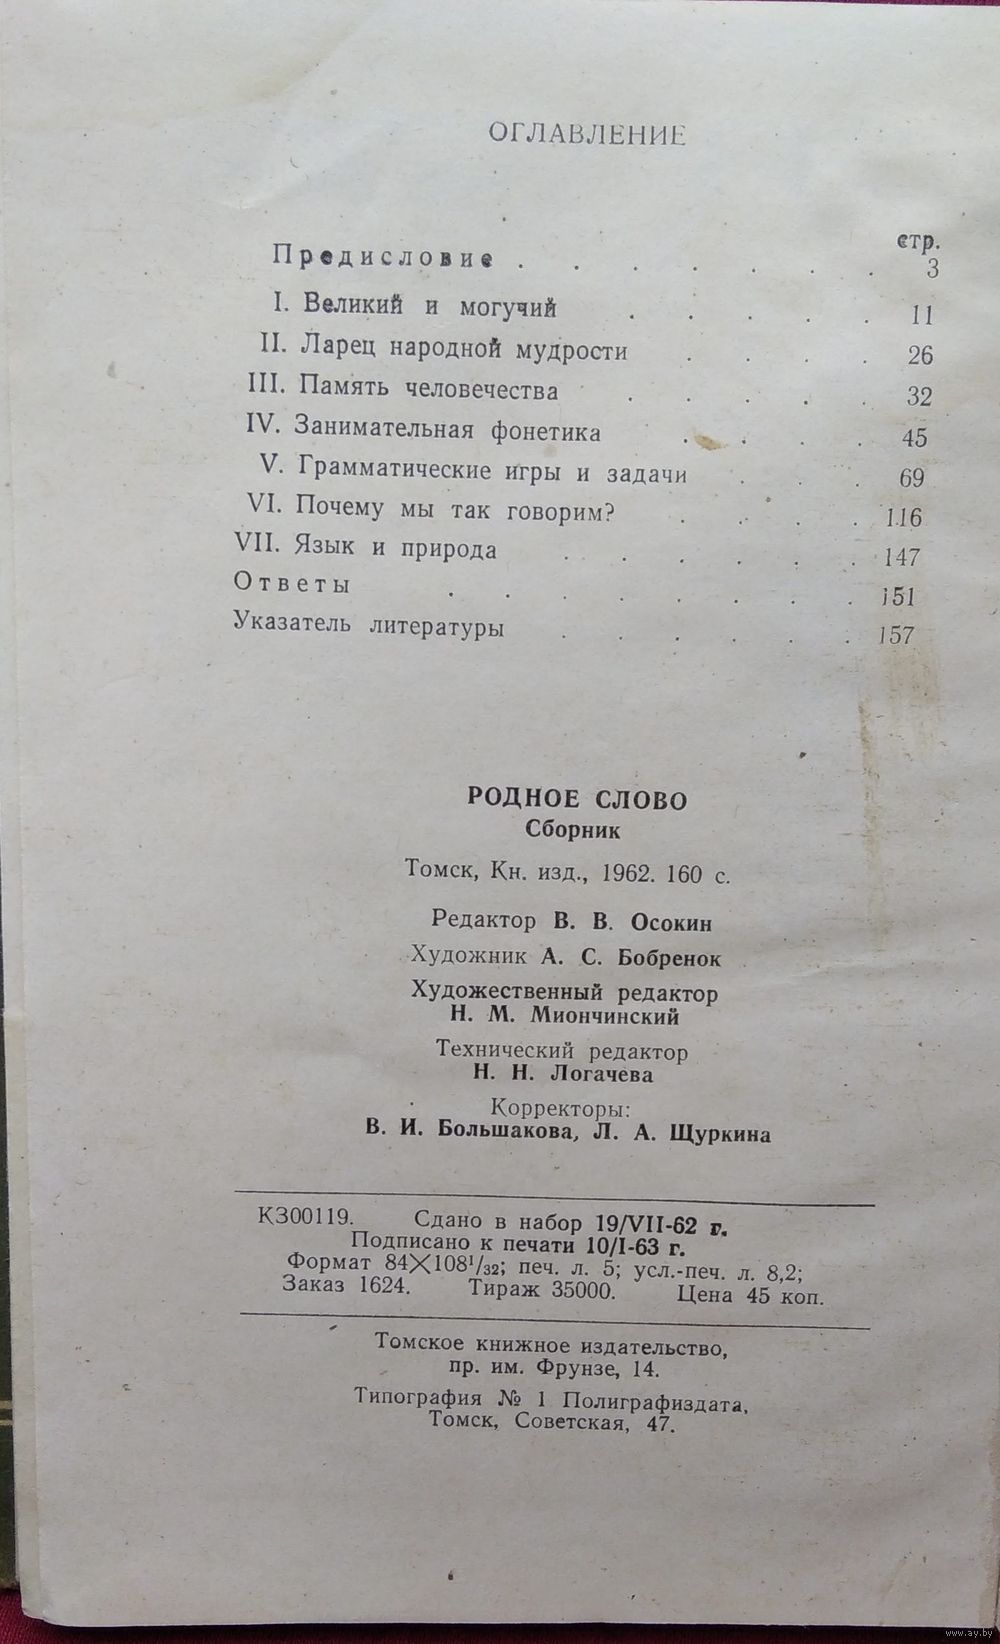 ОГЛАВЛЕНИЕ
стр.
Предисловие . . . . . . . 3
I. Великий и могучий . . . . . 11
II. Ларец народной мудрости . . . . 26
III. Память человечества . . . . . 32
IV. Занимательная фонетика . . . . 45
V. Грамматические игры и задачи . . . 69
VI. Почему мы так говорим? . . . . 116
VII. Язык и природа . . . . . . 147
Ответы . . . . . . . . 151
Указатель литературы . . . . . . 157
РОДНОЕ СЛОВО
Сборник
Томск, Кн. изд., 1962. 160 с.
Редактор В. В. Осокин
Художник А. С. Бобренок
Художественный редактор
Н. М. Миончинский
Технический редактор
Н. Н. Логачева
Корректоры:
В. И. Большакова, Л. А. Щуркина
КЗ00119. Сдано в набор 19/VII-62 г.
Подписано к печати 10/I-63 г.
Формат 84×108¹/₃₂; печ. л. 5; усл.-печ. л. 8,2;
Заказ 1624. Тираж 35000. Цена 45 коп.
Томское книжное издательство,
пр. им. Фрунзе, 14.
Типография № 1 Полиграфиздата,
Томск, Советская, 47.
www.ay.by